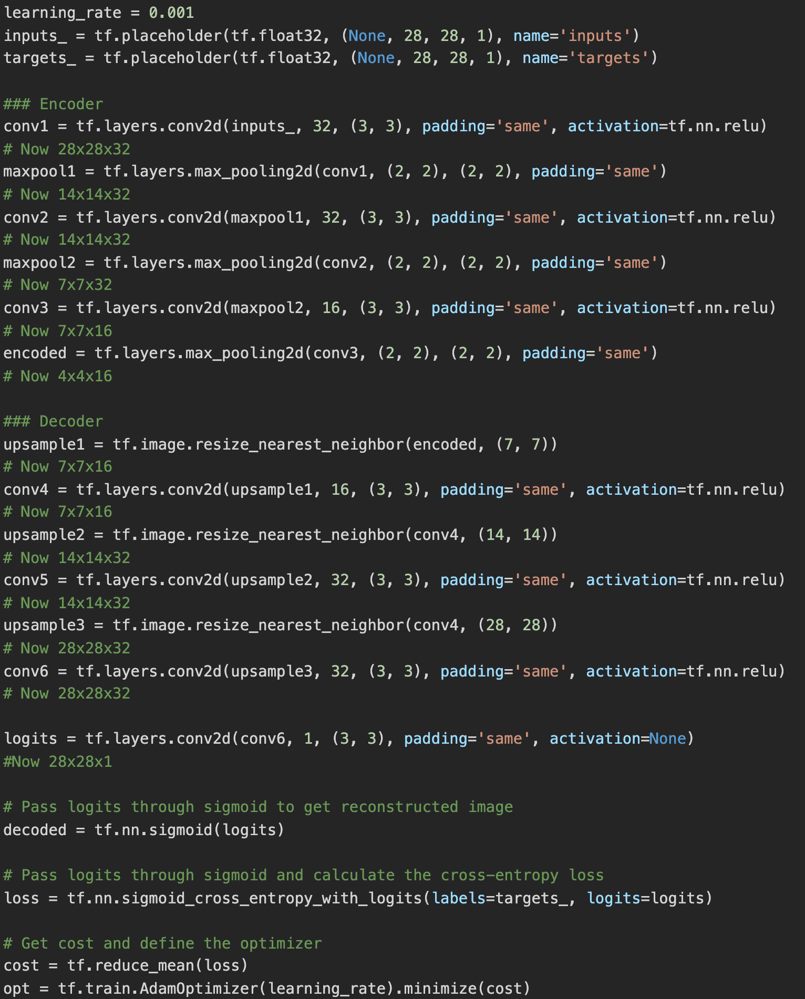 learning_rate = 0.001
inputs_ = tf.placeholder(tf.float32, (None, 28, 28, 1), name='inputs')
targets_ = tf.placeholder(tf.float32, (None, 28, 28, 1), name='targets')
### Encoder
conv1 = tf.layers.conv2d(inputs_, 32, (3, 3), padding='same', activation=tf.nn.relu)
# Now 28x28x32
maxpool1 = tf.layers.max_pooling2d(conv1, (2, 2), (2, 2), padding='same')
# Now 14x14x32
conv2 = tf.layers.conv2d(maxpool1, 32, (3, 3), padding='same', activation=tf.nn.relu)
# Now 14x14x32
maxpool2 = tf.layers.max_pooling2d(conv2, (2, 2), (2, 2), padding='same')
# Now 7x7x32
conv3 = tf.layers.conv2d(maxpool2, 16, (3, 3), padding='same', activation=tf.nn.relu)
# Now 7x7x16
encoded = tf.layers.max_pooling2d(conv3, (2, 2), (2, 2), padding='same')
# Now 4x4x16
### Decoder
upsample1 = tf.image.resize_nearest_neighbor(encoded, (7, 7))
# Now 7x7x16
conv4 = tf.layers.conv2d(upsample1, 16, (3, 3), padding='same', activation=tf.nn.relu)
# Now 7x7x16
upsample2 = tf.image.resize_nearest_neighbor(conv4, (14, 14))
# Now 14x14x32
conv5 = tf.layers.conv2d(upsample2, 32, (3, 3), padding='same', activation=tf.nn.relu)
# Now 14x14x32
upsample3 = tf.image.resize_nearest_neighbor(conv4, (28, 28))
# Now 28x28x32
conv6 = tf.layers.conv2d(upsample3, 32, (3, 3), padding='same', activation=tf.nn.relu)
# Now 28x28x32
logits = tf.layers.conv2d(conv6, 1, (3, 3), padding='same', activation=None)
#Now 28x28x1
# Pass logits through sigmoid to get reconstructed image
decoded = tf.nn.sigmoid(logits)
# Pass logits through sigmoid and calculate the cross-entropy loss
loss = tf.nn.sigmoid_cross_entropy_with_logits(labels=targets_, logits=logits)
# Get cost and define the optimizer
cost = tf.reduce_mean(loss)
opt = tf.train.AdamOptimizer(learning_rate).minimize(cost)